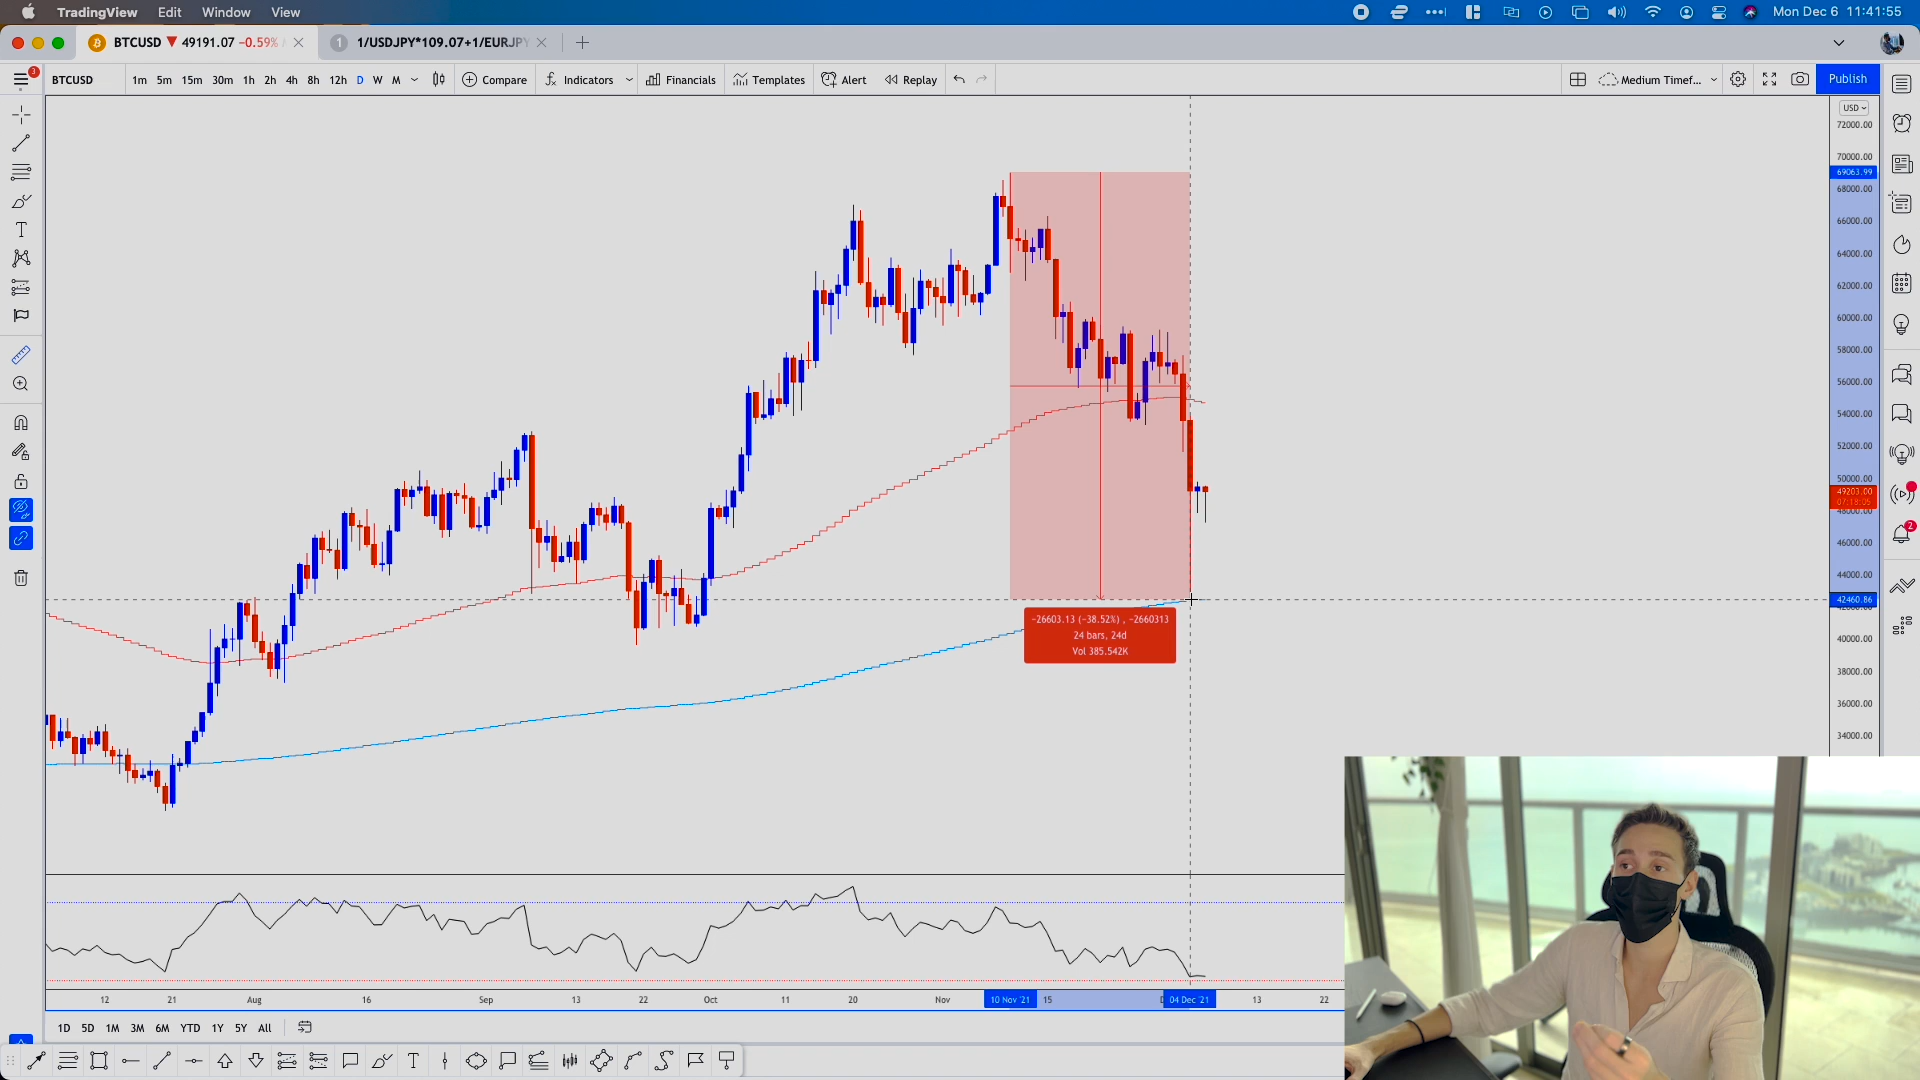 TradingView Edit Window View Mon Dec 6 11:41:55
BTCUSD ▼ 49191.07 −0.59% 1 1/USDJPY*109.07+1/EURJPY
3 BTCUSD 1m 5m 15m 30m 1h 2h 4h 8h 12h D W M Compare Indicators Financials Templates Alert Replay Medium Timef... Publish
USD
72000.00
70000.00
69063.99
68000.00
66000.00
64000.00
62000.00
60000.00
58000.00
56000.00
54000.00
52000.00
50000.00
49203.00
07:18:05
48000.00
46000.00
44000.00
42460.86
40000.00
38000.00
36000.00
34000.00
−26603.13 (−38.52%) , −2660313
24 bars, 24d
Vol 385.542K
2
12 21 Aug 16 Sep 13 22 Oct 11 20 Nov 10 Nov '21 15 04 Dec '21 13 22
1D 5D 1M 3M 6M YTD 1Y 5Y All